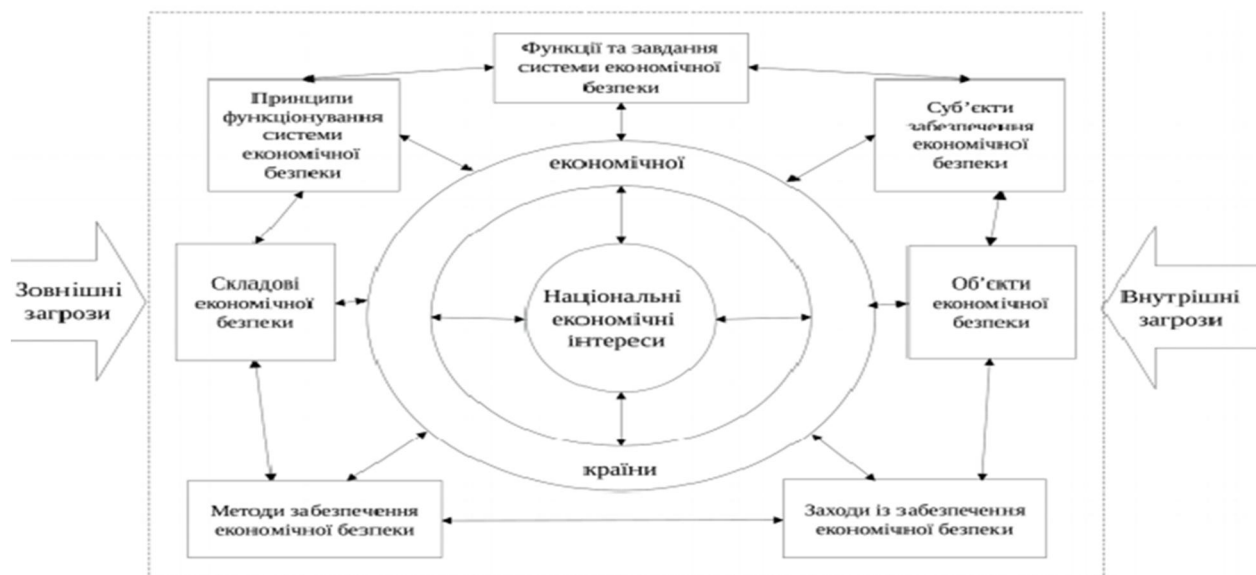 Функції та завдання
системи економічної
безпеки
Принципи
функціонування
системи
економічної
безпеки
Суб’єкти
забезпечення
економічної
безпеки
економічної
Зовнішні
загрози
Складові
економічної
безпеки
Національні
економічні
інтереси
Об’єкти
економічної
безпеки
Внутрішні
загрози
країни
Методи забезпечення
економічної безпеки
Заходи із забезпечення
економічної безпеки